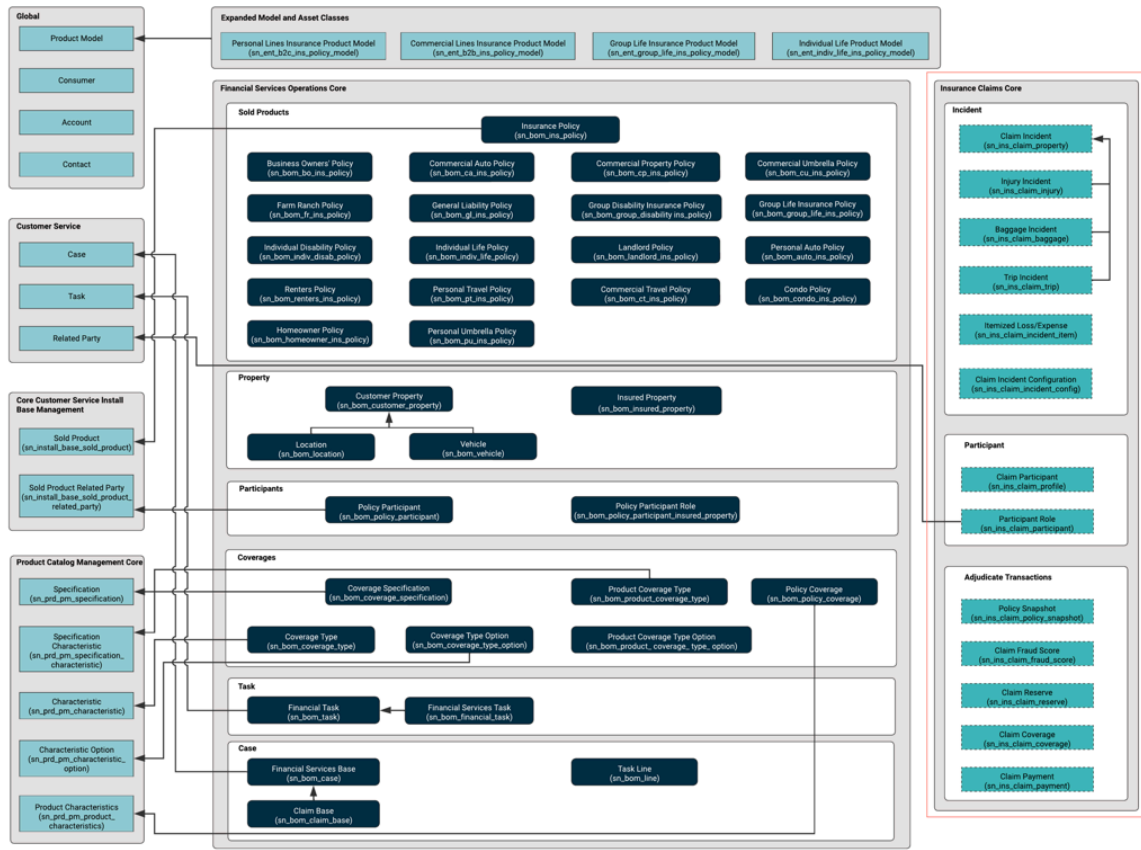 Global
Product Model
Consumer
Account
Contact
Expanded Model and Asset Classes
Personal Lines Insurance Product Model
(sn_ent_b2c_ins_policy_model)
Commercial Lines Insurance Product Model
(sn_ent_b2b_ins_policy_model)
Group Life Insurance Product Model
(sn_ent_group_life_ins_policy_model)
Individual Life Product Model
(sn_ent_indiv_life_ins_policy_model)
Customer Service
Case
Task
Related Party
Core Customer Service Install
Base Management
Sold Product
(sn_install_base_sold_product)
Sold Product Related Party
(sn_install_base_sold_product_
related_party)
Product Catalog Management Core
Specification
(sn_prd_pm_specification)
Specification
Characteristic
(sn_prd_pm_specification_
characteristic)
Characteristic
(sn_prd_pm_characteristic)
Characteristic Option
(sn_prd_pm_characteristic_
option)
Product Characteristics
(sn_prd_pm_product_
characteristics)
Financial Services Operations Core
Sold Products
Insurance Policy
(sn_bom_ins_policy)
Business Owners' Policy
(sn_bom_bo_ins_policy)
Commercial Auto Policy
(sn_bom_ca_ins_policy)
Commercial Property Policy
(sn_bom_cp_ins_policy)
Commercial Umbrella Policy
(sn_bom_cu_ins_policy)
Farm Ranch Policy
(sn_bom_fr_ins_policy)
General Liability Policy
(sn_bom_gl_ins_policy)
Group Disability Insurance Policy
(sn_bom_group_disability ins_policy)
Group Life Insurance Policy
(sn_bom_group_life_ins_policy)
Individual Disability Policy
(sn_bom_indiv_disab_policy)
Individual Life Policy
(sn_bom_indiv_life_policy)
Landlord Policy
(sn_bom_landlord_ins_policy)
Personal Auto Policy
(sn_bom_auto_ins_policy)
Renters Policy
(sn_bom_renters_ins_policy)
Personal Travel Policy
(sn_bom_pt_ins_policy)
Commercial Travel Policy
(sn_bom_ct_ins_policy)
Condo Policy
(sn_bom_condo_ins_policy)
Homeowner Policy
(sn_bom_homeowner_ins_policy)
Personal Umbrella Policy
(sn_bom_pu_ins_policy)
Property
Customer Property
(sn_bom_customer_property)
Insured Property
(sn_bom_insured_property)
Location
(sn_bom_location)
Vehicle
(sn_bom_vehicle)
Participants
Policy Participant
(sn_bom_policy_participant)
Policy Participant Role
(sn_bom_policy_participant_insured_property)
Coverages
Coverage Specification
(sn_bom_coverage_specification)
Product Coverage Type
(sn_bom_product_coverage_type)
Policy Coverage
(sn_bom_policy_coverage)
Coverage Type
(sn_bom_coverage_type)
Coverage Type Option
(sn_bom_coverage_type_option)
Product Coverage Type Option
(sn_bom_product_ coverage_ type_ option)
Task
Financial Task
(sn_bom_task)
Financial Services Task
(sn_bom_financial_task)
Case
Financial Services Base
(sn_bom_case)
Task Line
(sn_bom_line)
Claim Base
(sn_bom_claim_base)
Insurance Claims Core
Incident
Claim Incident
(sn_ins_claim_property)
Injury Incident
(sn_ins_claim_injury)
Baggage Incident
(sn_ins_claim_baggage)
Trip Incident
(sn_ins_claim_trip)
Itemized Loss/Expense
(sn_ins_claim_incident_item)
Claim Incident Configuration
(sn_ins_claim_incident_config)
Participant
Claim Participant
(sn_ins_claim_profile)
Participant Role
(sn_ins_claim_participant)
Adjudicate Transactions
Policy Snapshot
(sn_ins_claim_policy_snapshot)
Claim Fraud Score
(sn_ins_claim_fraud_score)
Claim Reserve
(sn_ins_claim_reserve)
Claim Coverage
(sn_ins_claim_coverage)
Claim Payment
(sn_ins_claim_payment)